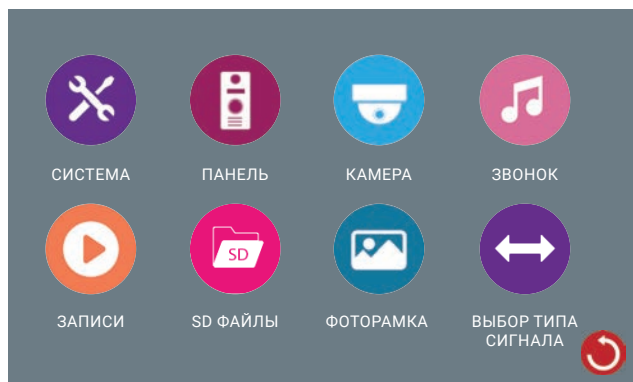 СИСТЕМА
ПАНЕЛЬ
КАМЕРА
ЗВОНОК
SD
ЗАПИСИ
SD ФАЙЛЫ
ФОТОРАМКА
ВЫБОР ТИПА
СИГНАЛА